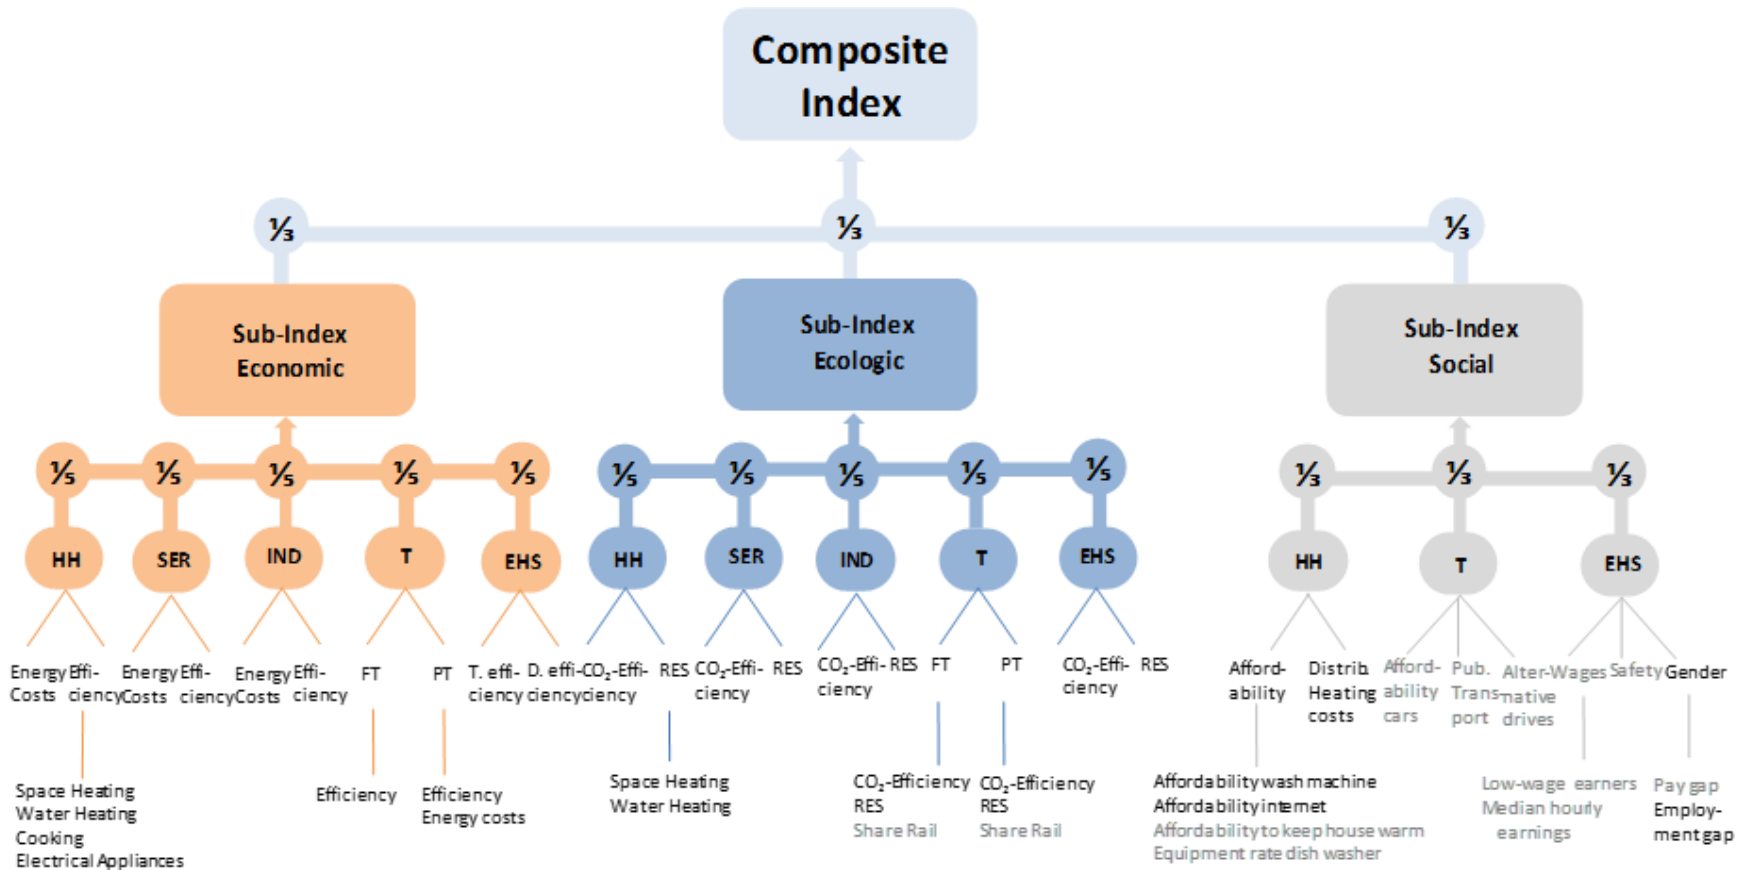 Composite
Index
⅓
⅓
⅓
Sub-Index
Economic
Sub-Index
Ecologic
Sub-Index
Social
⅕
⅕
⅕
⅕
⅕
⅕
⅕
⅕
⅕
⅕
⅓
⅓
⅓
HH
SER
IND
T
EHS
HH
SER
IND
T
EHS
HH
T
EHS
Energy
Costs
Effi-
ciency
Energy
Costs
Effi-
ciency
Energy
Costs
Effi-
ciency
FT
PT
T. effi-
ciency
D. effi-
ciency
CO₂-Effi-
ciency
RES
CO₂-Effi-
ciency
RES
CO₂-Effi-
ciency
RES
FT
PT
CO₂-Effi-
ciency
RES
Afford-
ability
Distrib.
Heating
costs
Afford-
ability
cars
Pub.
Trans-
port
Alter-
native
drives
Wages
Safety
Gender
Space Heating
Water Heating
Cooking
Electrical Appliances
Efficiency
Efficiency
Energy costs
Space Heating
Water Heating
CO₂-Efficiency
RES
Share Rail
CO₂-Efficiency
RES
Share Rail
Affordability wash machine
Affordability internet
Affordability to keep house warm
Equipment rate dish washer
Low-wage earners
Median hourly
earnings
Pay gap
Employ-
ment gap